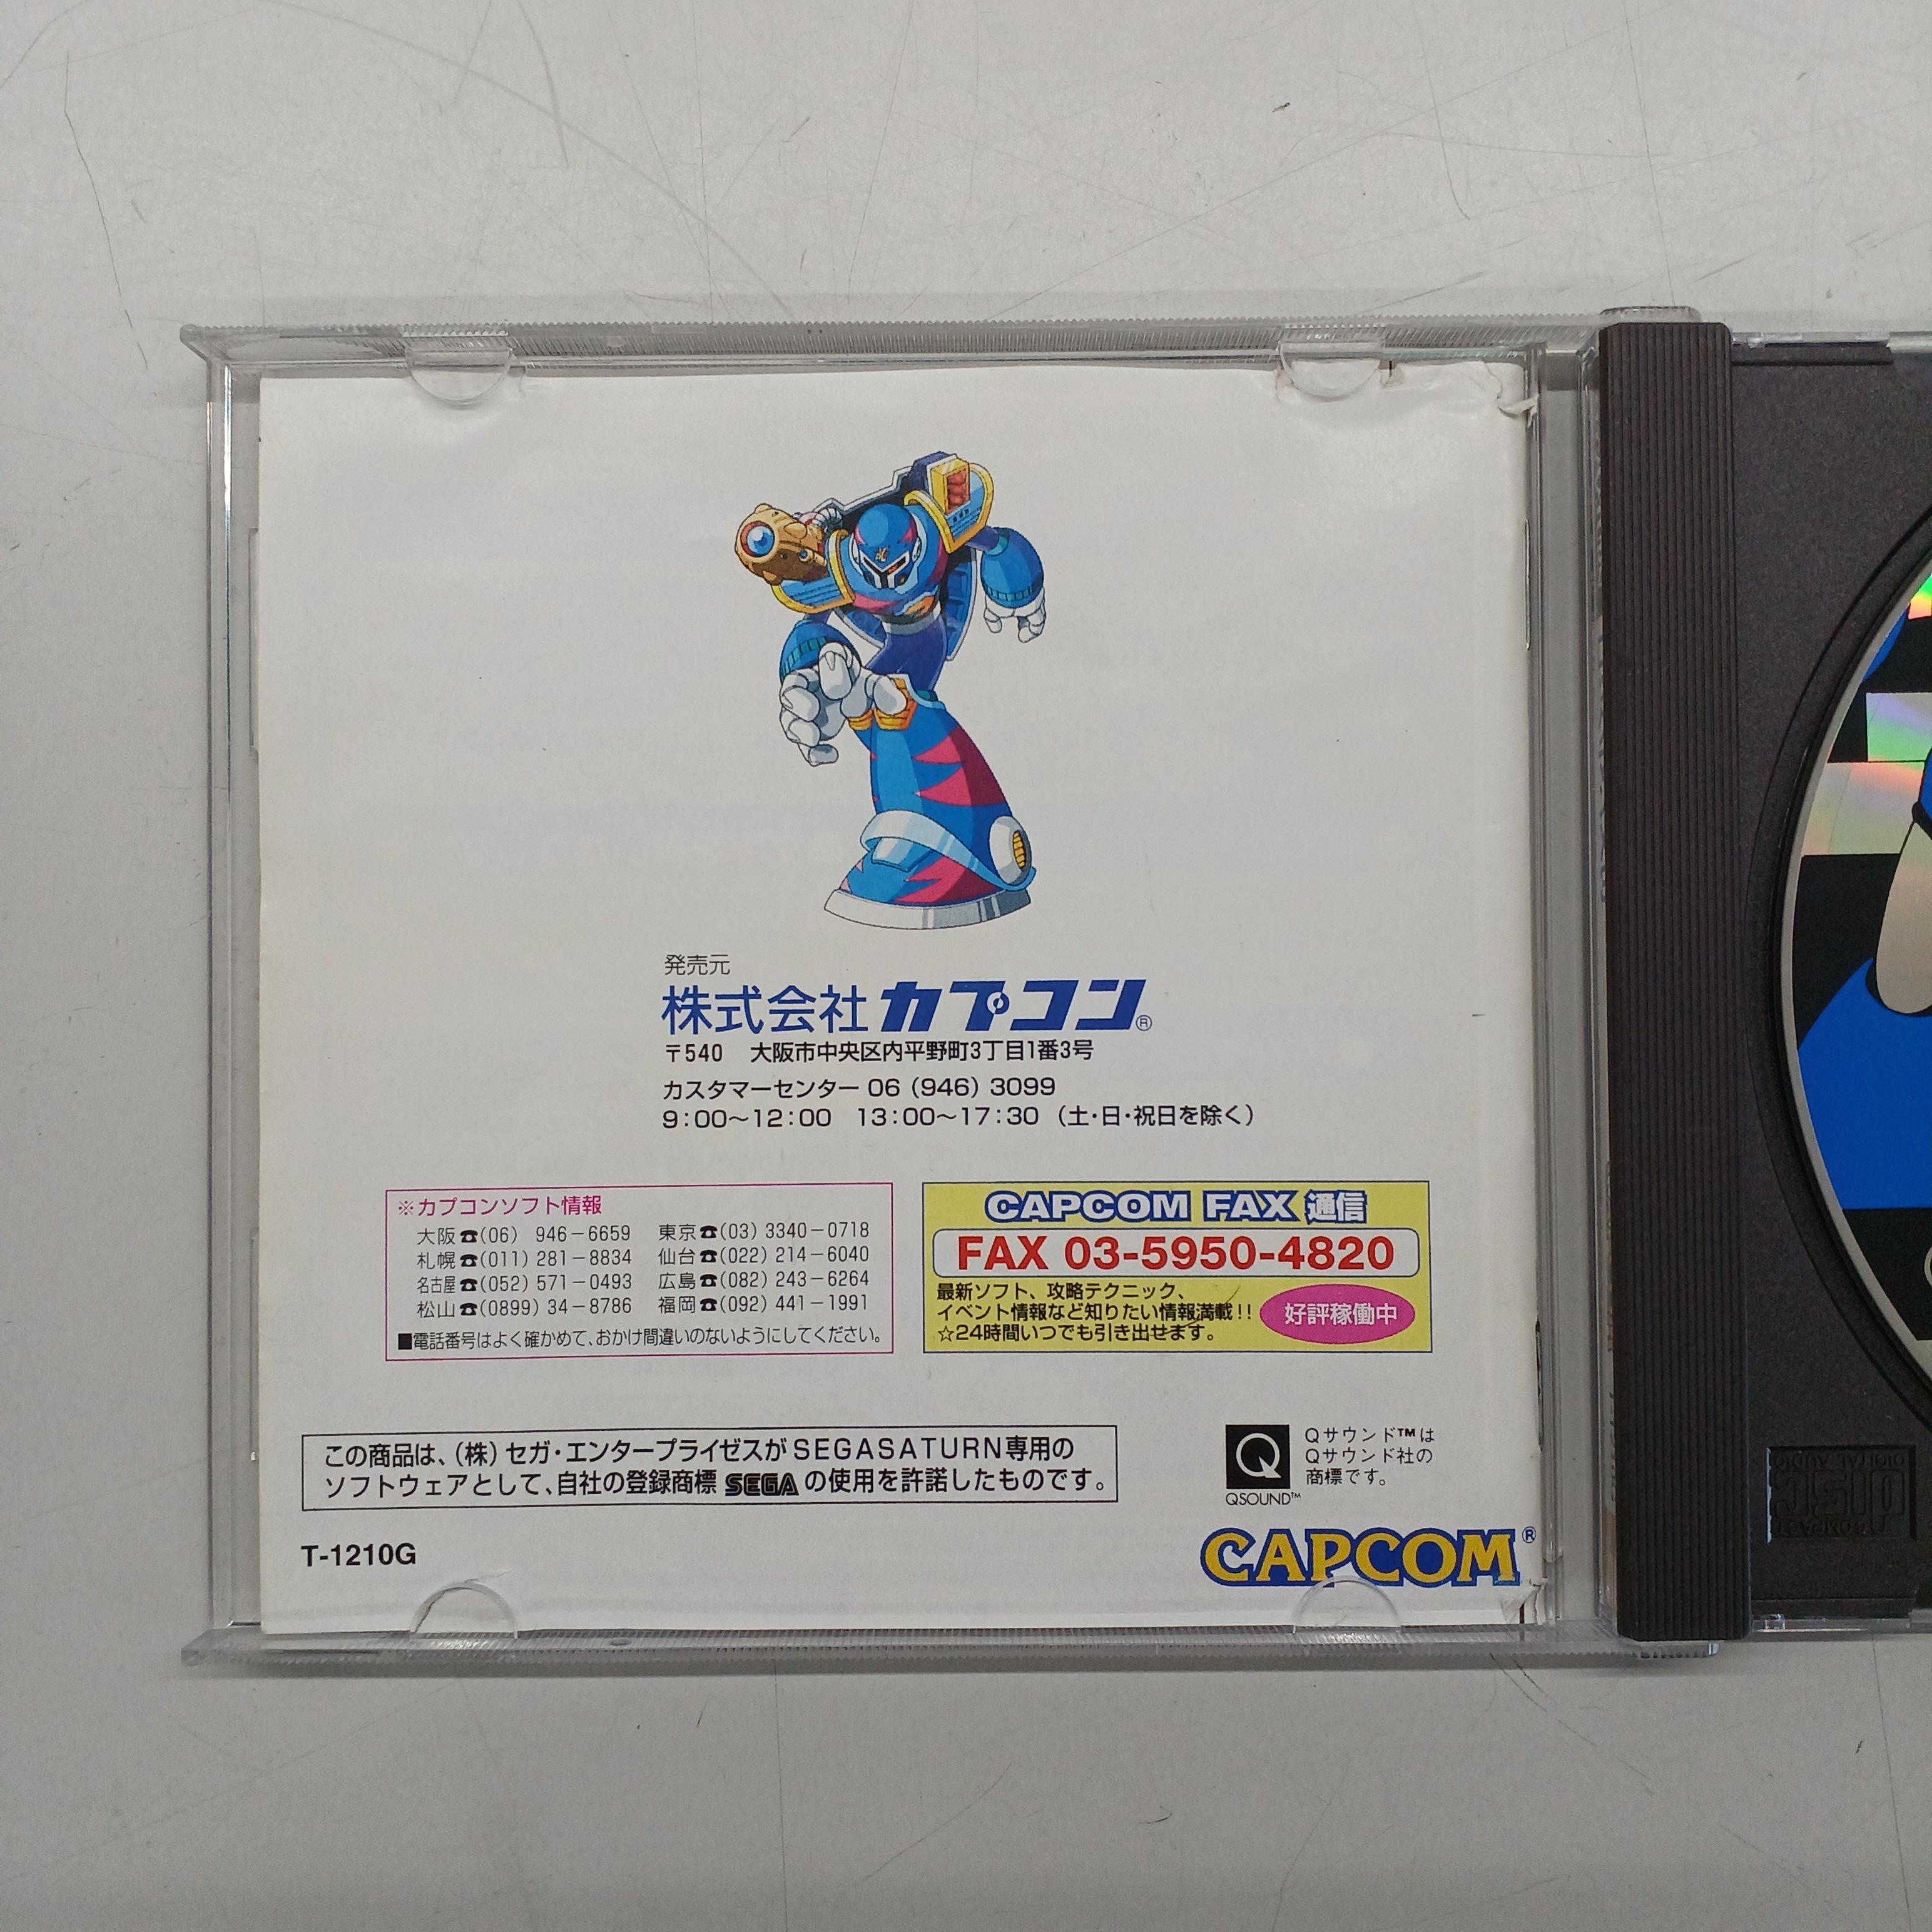 発売元
株式会社カプコン®
〒540 大阪市中央区内平野町3丁目1番3号
カスタマーセンター 06 (946) 3099
9:00〜12:00 13:00〜17:30 (土・日・祝日を除く)
※カプコンソフト情報
大阪☎(06) 946-6659 東京☎(03) 3340-0718
札幌☎(011) 281-8834 仙台☎(022) 214-6040
名古屋☎(052) 571-0493 広島☎(082) 243-6264
松山☎(0899) 34-8786 福岡☎(092) 441-1991
■電話番号はよく確かめて、おかけ間違いのないようにしてください。
CAPCOM FAX 通信
FAX 03-5950-4820
最新ソフト、攻略テクニック、
イベント情報など知りたい情報満載!!
☆24時間いつでも引き出せます。
好評稼働中
この商品は、(株)セガ・エンタープライゼスがSEGASATURN専用の
ソフトウェアとして、自社の登録商標 SEGA の使用を許諾したものです。
Q
QSOUND™
Qサウンド™は
Qサウンド社の
商標です。
T-1210G
CAPCOM®
COMPACT
disc
DIGITAL AUDIO